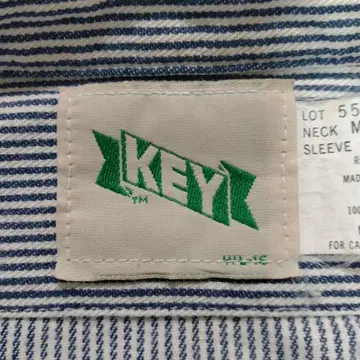 KEY
TM
LOT 55
NECK M
SLEEVE
R
MAD
100
FOR CA